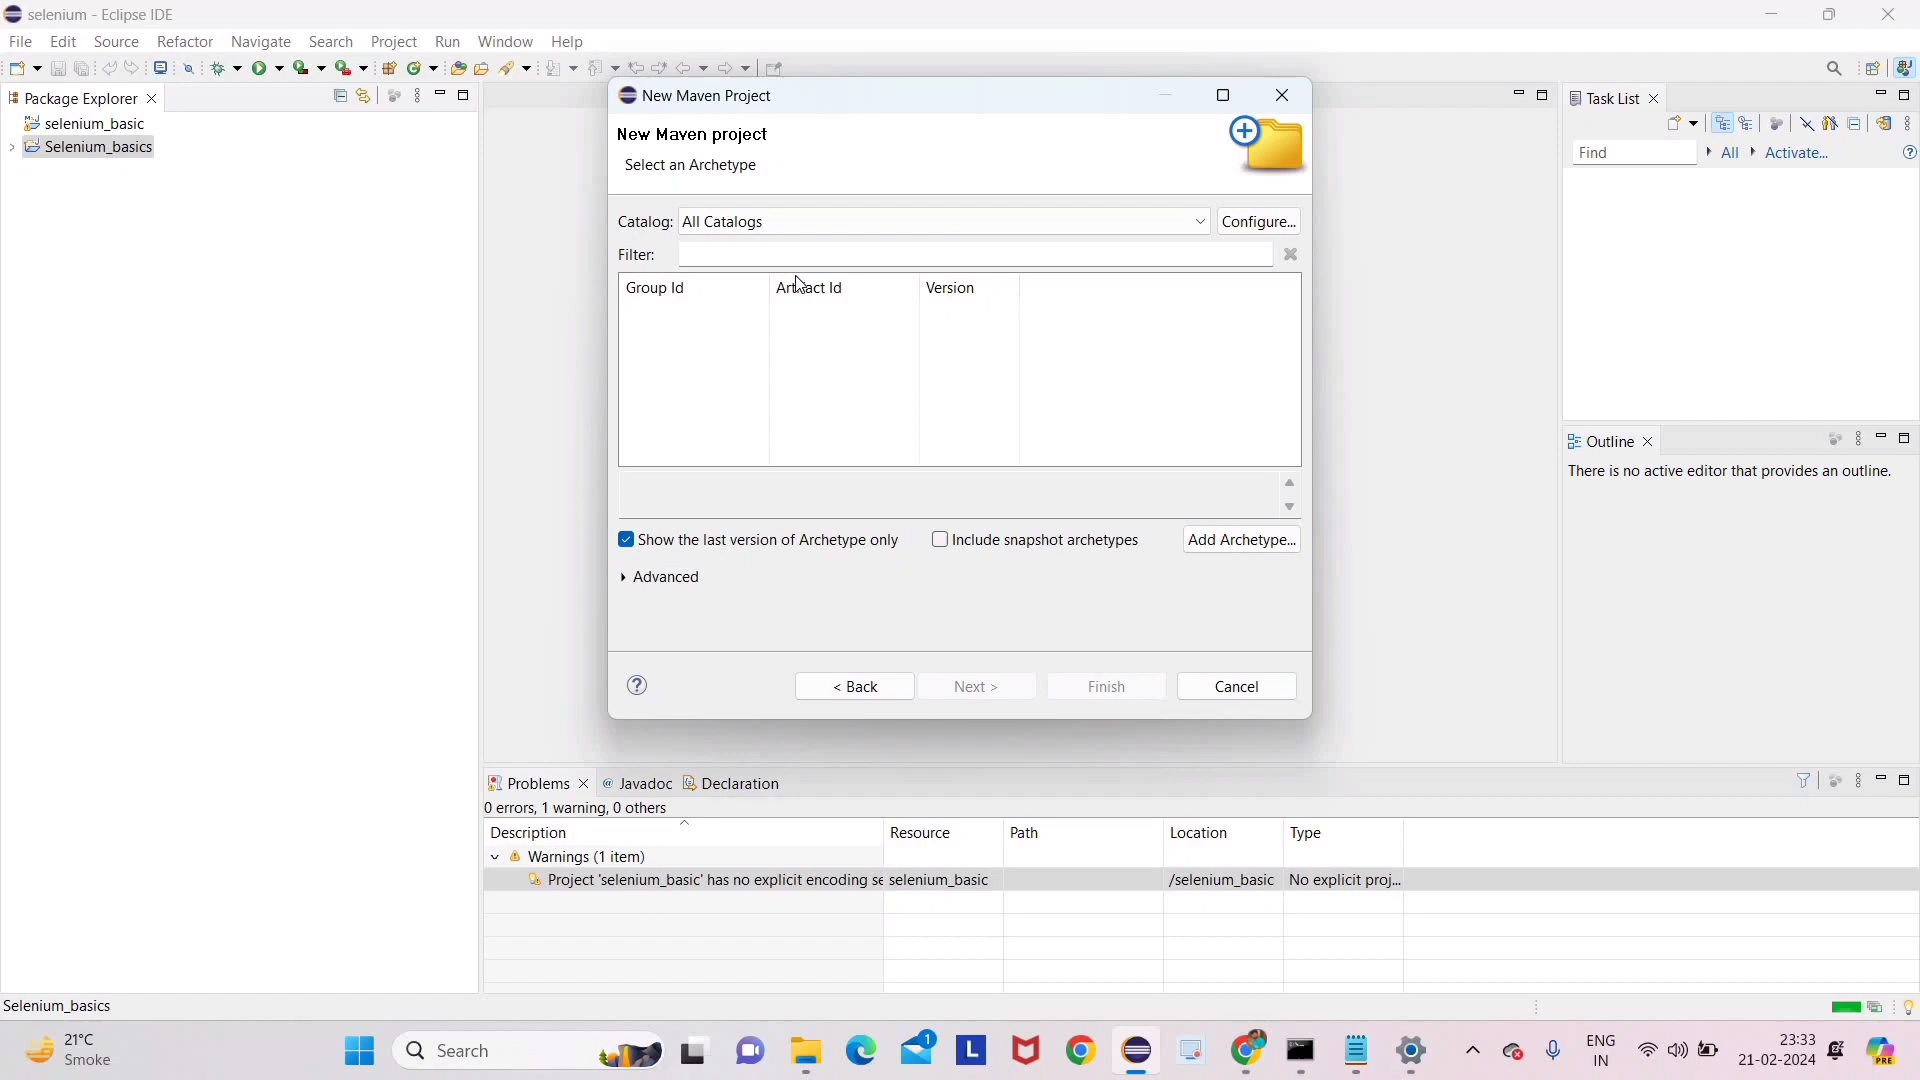 selenium - Eclipse IDE
File Edit Source Refactor Navigate Search Project Run Window Help
Package Explorer
selenium_basic
Selenium_basics
New Maven Project
New Maven project
Select an Archetype
Catalog: All Catalogs Configure...
Filter:
Group Id Artifact Id Version
Show the last version of Archetype only Include snapshot archetypes Add Archetype...
Advanced
< Back Next > Finish Cancel
Task List
Find All Activate...
Outline
There is no active editor that provides an outline.
Problems Javadoc Declaration
0 errors, 1 warning, 0 others
Description Resource Path Location Type
Warnings (1 item)
Project 'selenium_basic' has no explicit encoding se selenium_basic /selenium_basic No explicit proj...
Selenium_basics
21°C
Smoke
Search
L
1
ENG
IN
23:33
21-02-2024
PRE